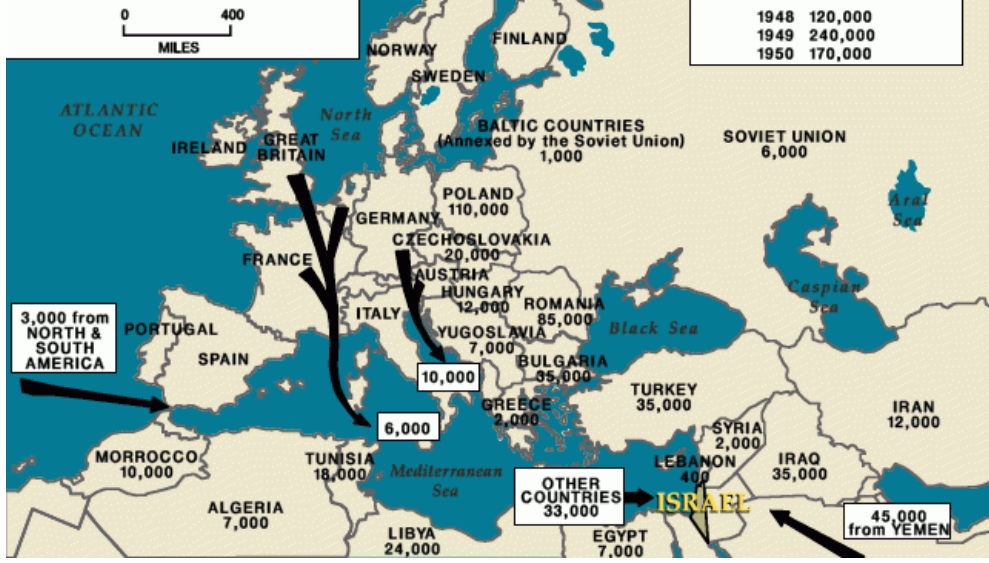 0 400
MILES
1948 120,000
1949 240,000
1950 170,000
NORWAY
FINLAND
SWEDEN
ATLANTIC
OCEAN
North
Sea
IRELAND
GREAT
BRITAIN
BALTIC COUNTRIES
(Annexed by the Soviet Union)
1,000
SOVIET UNION
6,000
POLAND
110,000
GERMANY
Aral
Sea
CZECHOSLOVAKIA
20,000
FRANCE
AUSTRIA
HUNGARY
12,000
ROMANIA
85,000
Caspian
Sea
3,000 from
NORTH &
SOUTH
AMERICA
PORTUGAL
SPAIN
ITALY
YUGOSLAVIA
7,000
Black Sea
BULGARIA
35,000
10,000
TURKEY
35,000
GREECE
2,000
IRAN
12,000
6,000
SYRIA
2,000
MORROCCO
10,000
TUNISIA
18,000
Mediterranean
Sea
LEBANON
400
IRAQ
35,000
OTHER
COUNTRIES
33,000
ISRAEL
ALGERIA
7,000
45,000
from YEMEN
LIBYA
24,000
EGYPT
7,000